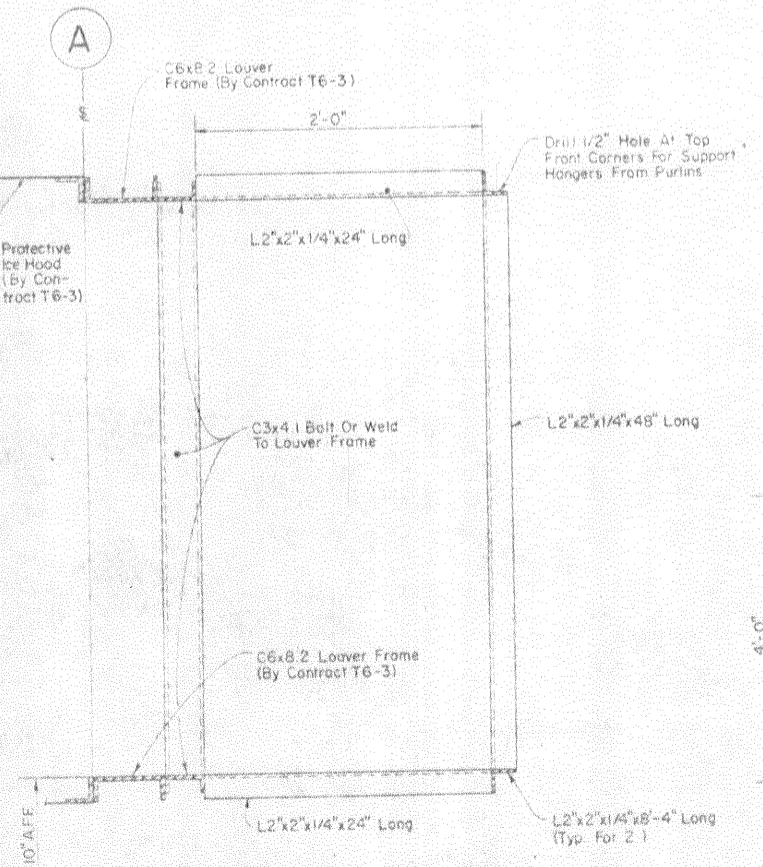 A
C6x8.2 Louver
Frame (By Contract T6-3)
℄
2'-0"
Drill 1/2" Hole At Top
Front Corners For Support
Hangers From Purlins
Protective
Ice Hood
(By Con-
tract T6-3)
L2"x2"x1/4"x24" Long
C3x4.1 Bolt Or Weld
To Louver Frame
L2"x2"x1/4"x48" Long
4'-0"
C6x8.2 Louver Frame
(By Contract T6-3)
10" A.F.F.
L2"x2"x1/4"x24" Long
L2"x2"x1/4"x8'-4" Long
(Typ. For 2)